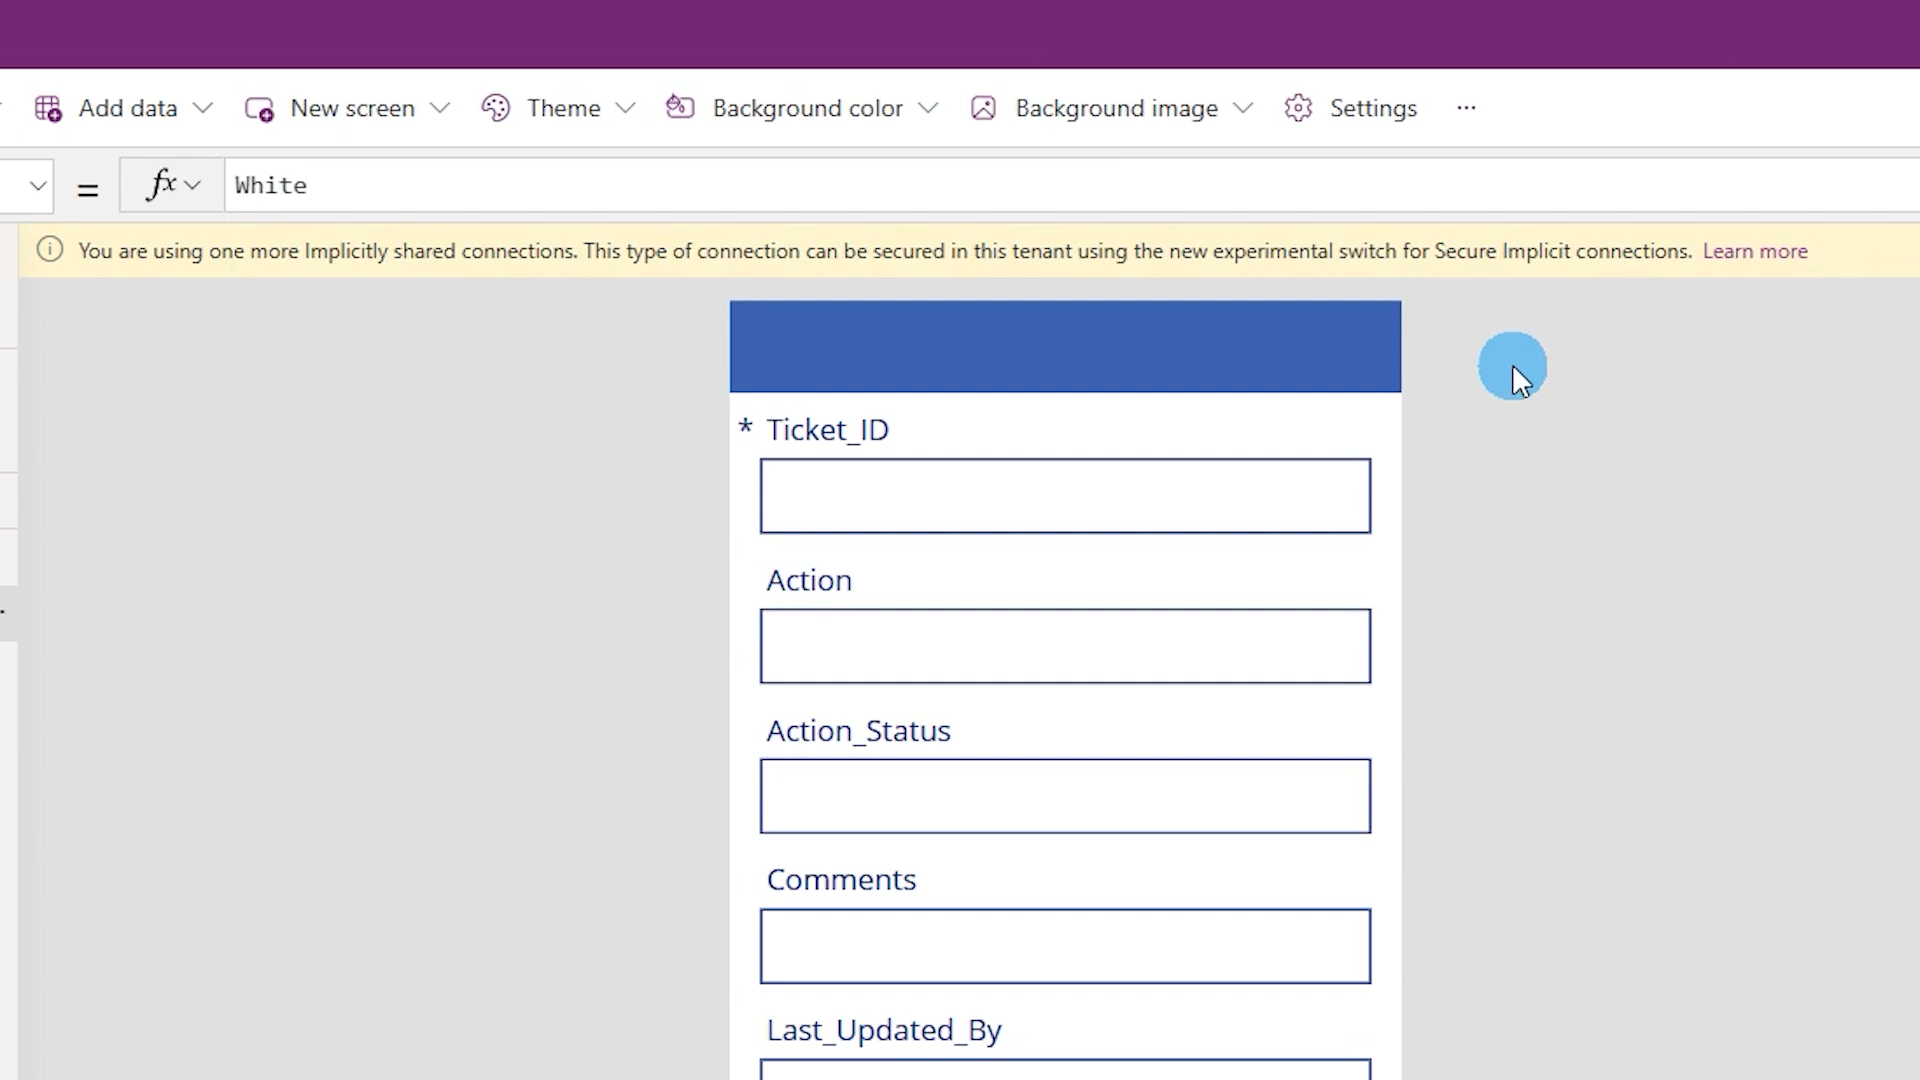 Add data New screen Theme Background color Background image Settings ...
= fx White
You are using one more Implicitly shared connections. This type of connection can be secured in this tenant using the new experimental switch for Secure Implicit connections. Learn more
* Ticket_ID
Action
Action_Status
Comments
Last_Updated_By